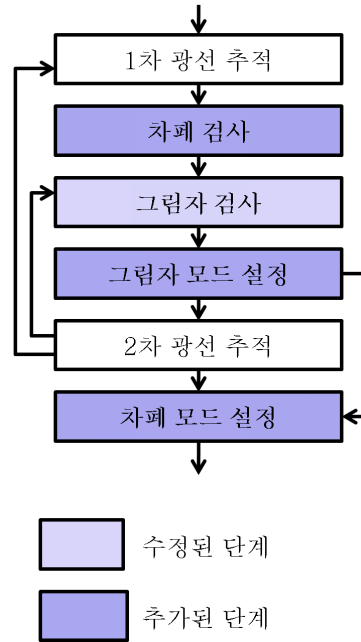 1차 광선 추적
차폐 검사
그림자 검사
그림자 모드 설정
2차 광선 추적
차폐 모드 설정
수정된 단계
추가된 단계